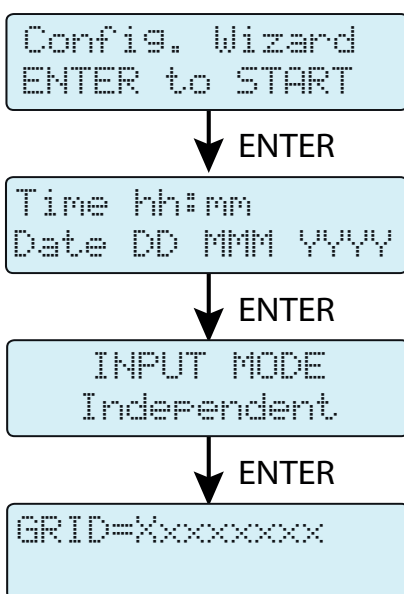 Config. Wizard
ENTER to START
ENTER
Time hh:mm
Date DD MMM YYYY
ENTER
INPUT MODE
Independent
ENTER
GRID=Xxxxxxxx